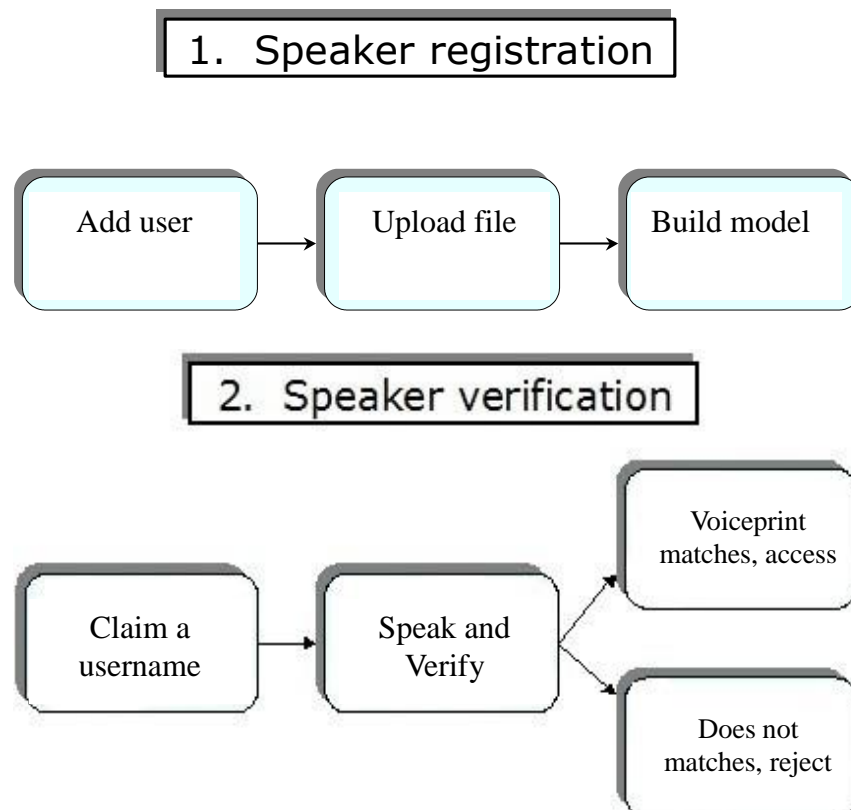 1. Speaker registration
Add user
Upload file
Build model
2. Speaker verification
Claim a
username
Speak and
Verify
Voiceprint
matches, access
Does not
matches, reject